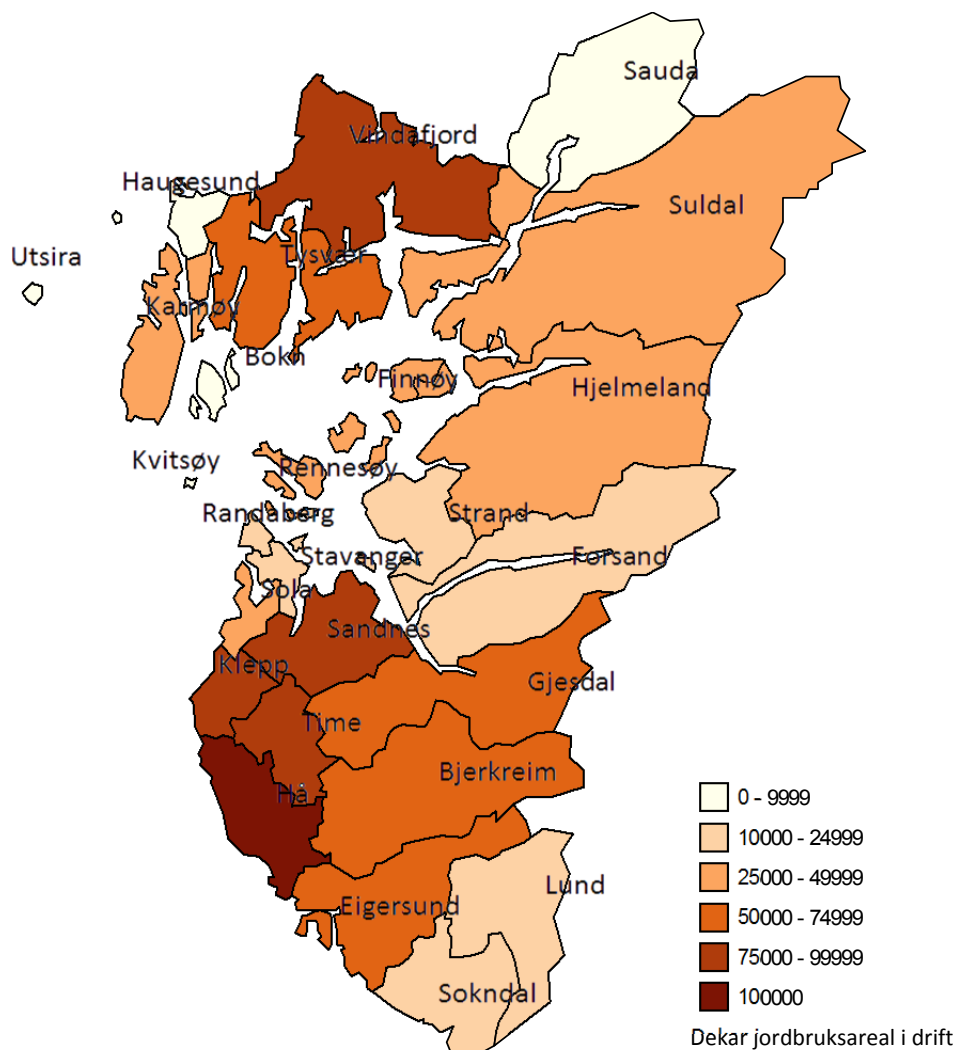 Sauda
Vindafjord
Haugesund
Suldal
Utsira
Tysvær
Karmøy
Bokn
Finnøy
Hjelmeland
Kvitsøy
Rennesøy
Randaberg
Strand
Stavanger
Forsand
Sola
Sandnes
Klepp
Gjesdal
Time
Bjerkreim
Hå
0 - 9999
10000 - 24999
25000 - 49999
Lund
Eigersund
50000 - 74999
75000 - 99999
Sokndal
100000
Dekar jordbruksareal i drift